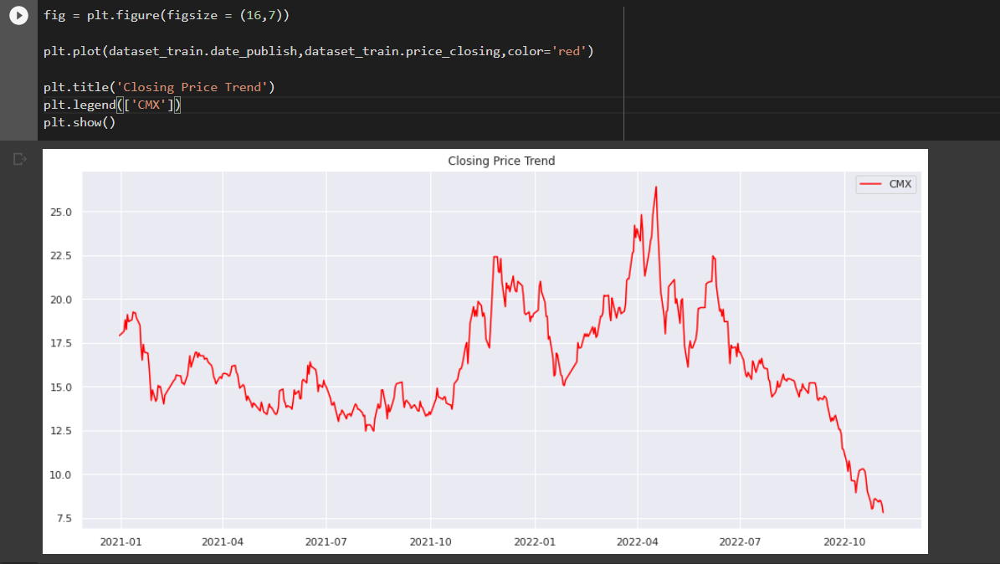 fig = plt.figure(figsize = (16,7))
plt.plot(dataset_train.date_publish,dataset_train.price_closing,color='red')
plt.title('Closing Price Trend')
plt.legend(['CMX'])
plt.show()
Closing Price Trend
CMX
25.0
22.5
20.0
17.5
15.0
12.5
10.0
7.5
2021-01 2021-04 2021-07 2021-10 2022-01 2022-04 2022-07 2022-10